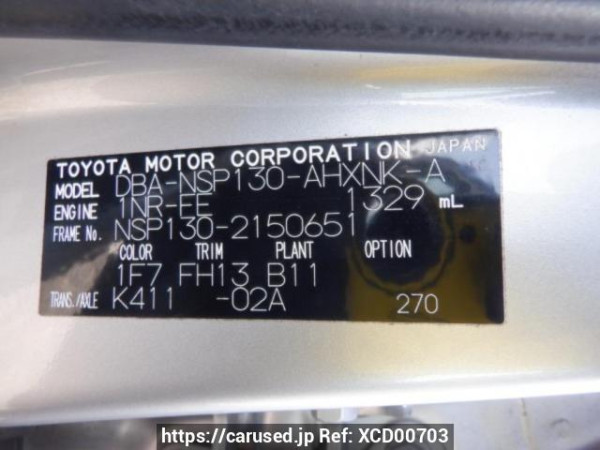 TOYOTA MOTOR CORPORATION JAPAN
MODEL DBA-NSP130-AHXNK-A
ENGINE 1NR-EE 1329 mL
FRAME No. NSP130-2150651
COLOR TRIM PLANT OPTION
1F7 FH13 B11
TRANS./AXLE K411 -02A 270
https://carused.jp Ref: XCD00703